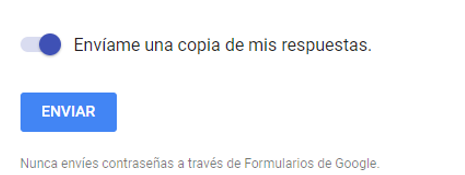 Envíame una copia de mis respuestas.
ENVIAR
Nunca envíes contraseñas a través de Formularios de Google.